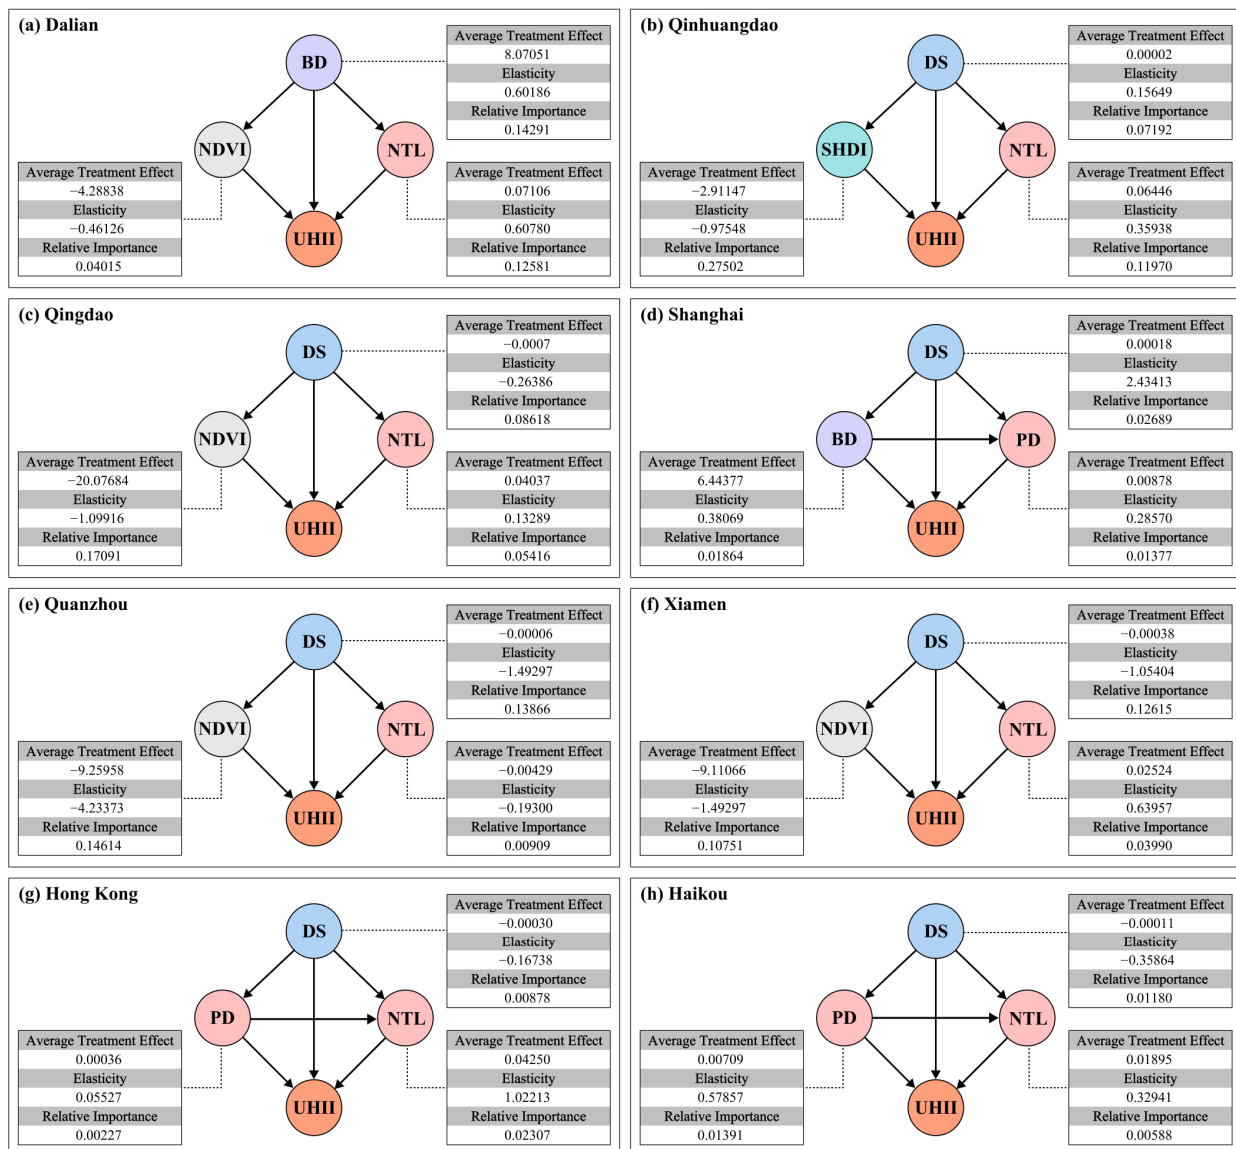 (a) Dalian
BD
NDVI
NTL
UHII
Average Treatment Effect
8.07051
Elasticity
0.60186
Relative Importance
0.14291
Average Treatment Effect
−4.28838
Elasticity
−0.46126
Relative Importance
0.04015
Average Treatment Effect
0.07106
Elasticity
0.60780
Relative Importance
0.12581
(b) Qinhuangdao
DS
SHDI
NTL
UHII
Average Treatment Effect
0.00002
Elasticity
0.15649
Relative Importance
0.07192
Average Treatment Effect
−2.91147
Elasticity
−0.97548
Relative Importance
0.27502
Average Treatment Effect
0.06446
Elasticity
0.35938
Relative Importance
0.11970
(c) Qingdao
DS
NDVI
NTL
UHII
Average Treatment Effect
−0.0007
Elasticity
−0.26386
Relative Importance
0.08618
Average Treatment Effect
−20.07684
Elasticity
−1.09916
Relative Importance
0.17091
Average Treatment Effect
0.04037
Elasticity
0.13289
Relative Importance
0.05416
(d) Shanghai
DS
BD
PD
UHII
Average Treatment Effect
0.00018
Elasticity
2.43413
Relative Importance
0.02689
Average Treatment Effect
6.44377
Elasticity
0.38069
Relative Importance
0.01864
Average Treatment Effect
0.00878
Elasticity
0.28570
Relative Importance
0.01377
(e) Quanzhou
DS
NDVI
NTL
UHII
Average Treatment Effect
−0.00006
Elasticity
−1.49297
Relative Importance
0.13866
Average Treatment Effect
−9.25958
Elasticity
−4.23373
Relative Importance
0.14614
Average Treatment Effect
−0.00429
Elasticity
−0.19300
Relative Importance
0.00909
(f) Xiamen
DS
NDVI
NTL
UHII
Average Treatment Effect
−0.00038
Elasticity
−1.05404
Relative Importance
0.12615
Average Treatment Effect
−9.11066
Elasticity
−1.49297
Relative Importance
0.10751
Average Treatment Effect
0.02524
Elasticity
0.63957
Relative Importance
0.03990
(g) Hong Kong
DS
PD
NTL
UHII
Average Treatment Effect
−0.00030
Elasticity
−0.16738
Relative Importance
0.00878
Average Treatment Effect
0.00036
Elasticity
0.05527
Relative Importance
0.00227
Average Treatment Effect
0.04250
Elasticity
1.02213
Relative Importance
0.02307
(h) Haikou
DS
PD
NTL
UHII
Average Treatment Effect
−0.00011
Elasticity
−0.35864
Relative Importance
0.01180
Average Treatment Effect
0.00709
Elasticity
0.57857
Relative Importance
0.01391
Average Treatment Effect
0.01895
Elasticity
0.32941
Relative Importance
0.00588